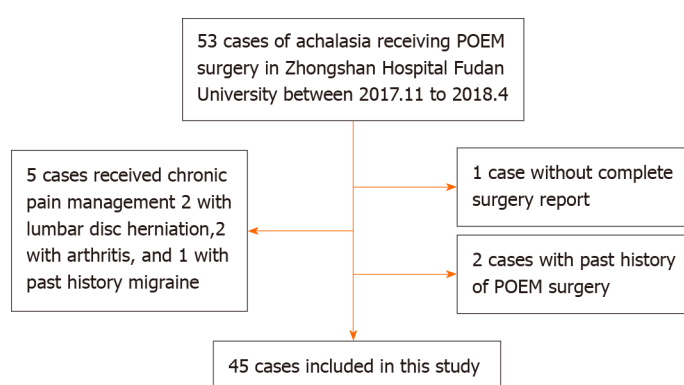 53 cases of achalasia receiving POEM
surgery in Zhongshan Hospital Fudan
University between 2017.11 to 2018.4
5 cases received chronic
pain management 2 with
lumbar disc herniation,2
with arthritis, and 1 with
past history migraine
1 case without complete
surgery report
2 cases with past history
of POEM surgery
45 cases included in this study